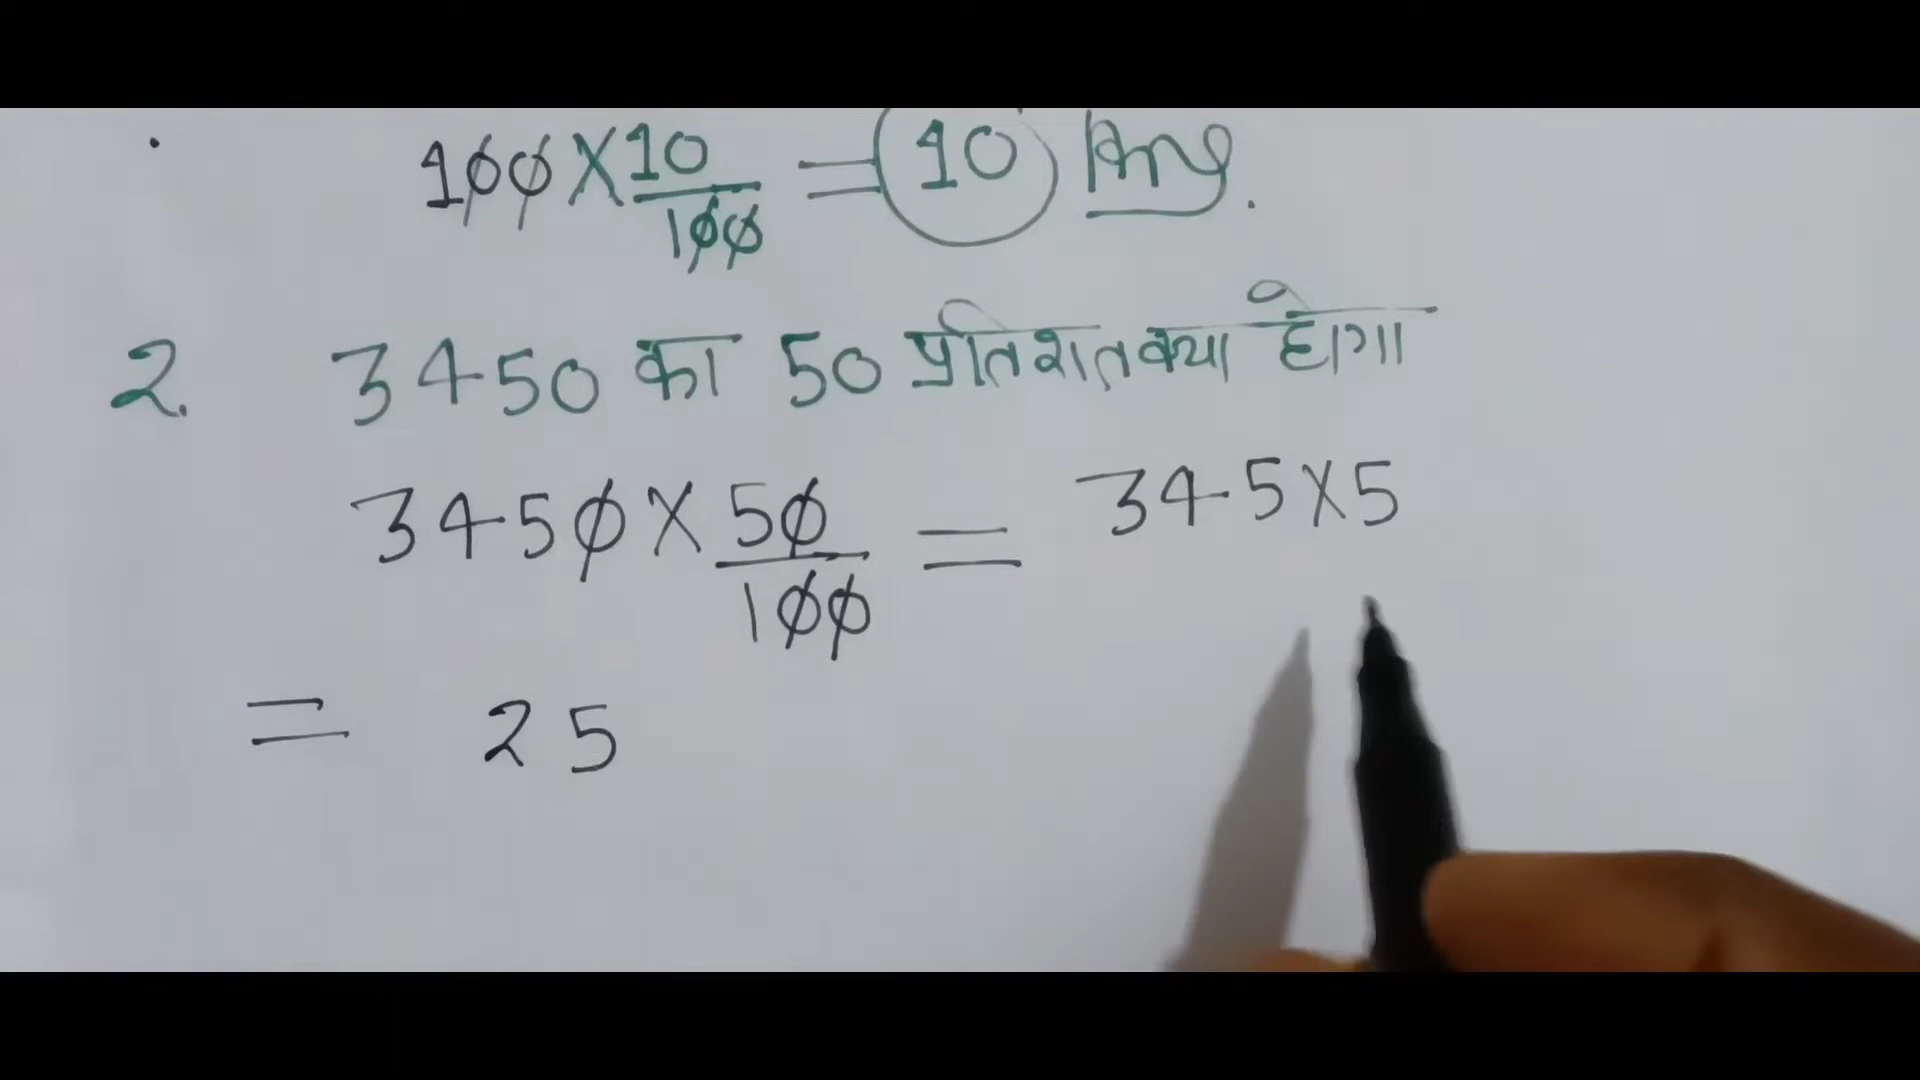 100 X 10/100 = 10 Ans.
2. 3450 का 50 प्रतिशत क्या होगा
3450 X 50/100 = 345 X 5
= 25